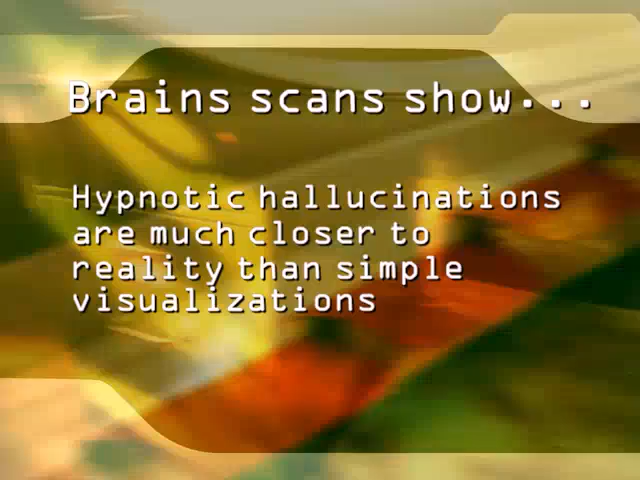 Brains scans show...
Hypnotic hallucinations
are much closer to
reality than simple
visualizations